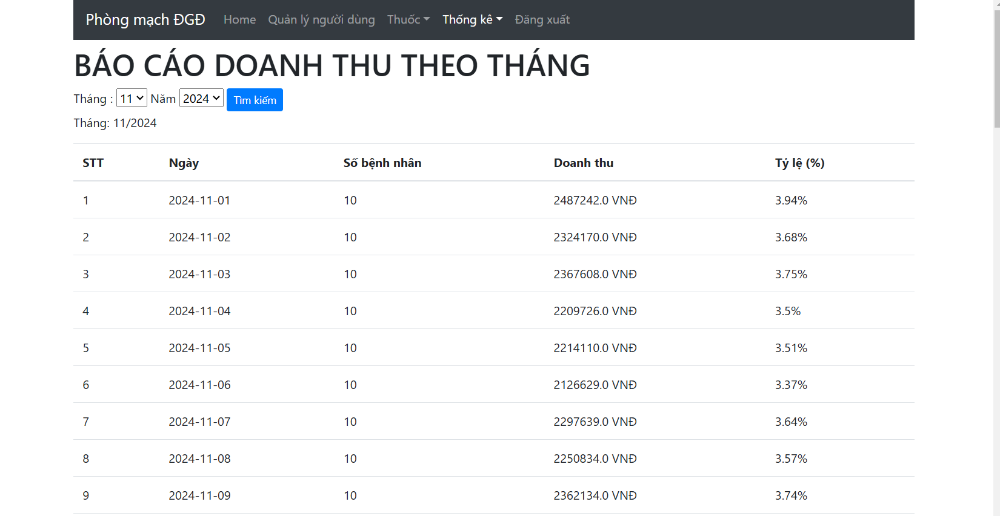 Phòng mạch ĐGĐ Home Quản lý người dùng Thuốc Thống kê Đăng xuất
BÁO CÁO DOANH THU THEO THÁNG
Tháng : 11 Năm 2024 Tìm kiếm
Tháng: 11/2024
STT Ngày Số bệnh nhân Doanh thu Tỷ lệ (%)
1 2024-11-01 10 2487242.0 VNĐ 3.94%
2 2024-11-02 10 2324170.0 VNĐ 3.68%
3 2024-11-03 10 2367608.0 VNĐ 3.75%
4 2024-11-04 10 2209726.0 VNĐ 3.5%
5 2024-11-05 10 2214110.0 VNĐ 3.51%
6 2024-11-06 10 2126629.0 VNĐ 3.37%
7 2024-11-07 10 2297639.0 VNĐ 3.64%
8 2024-11-08 10 2250834.0 VNĐ 3.57%
9 2024-11-09 10 2362134.0 VNĐ 3.74%